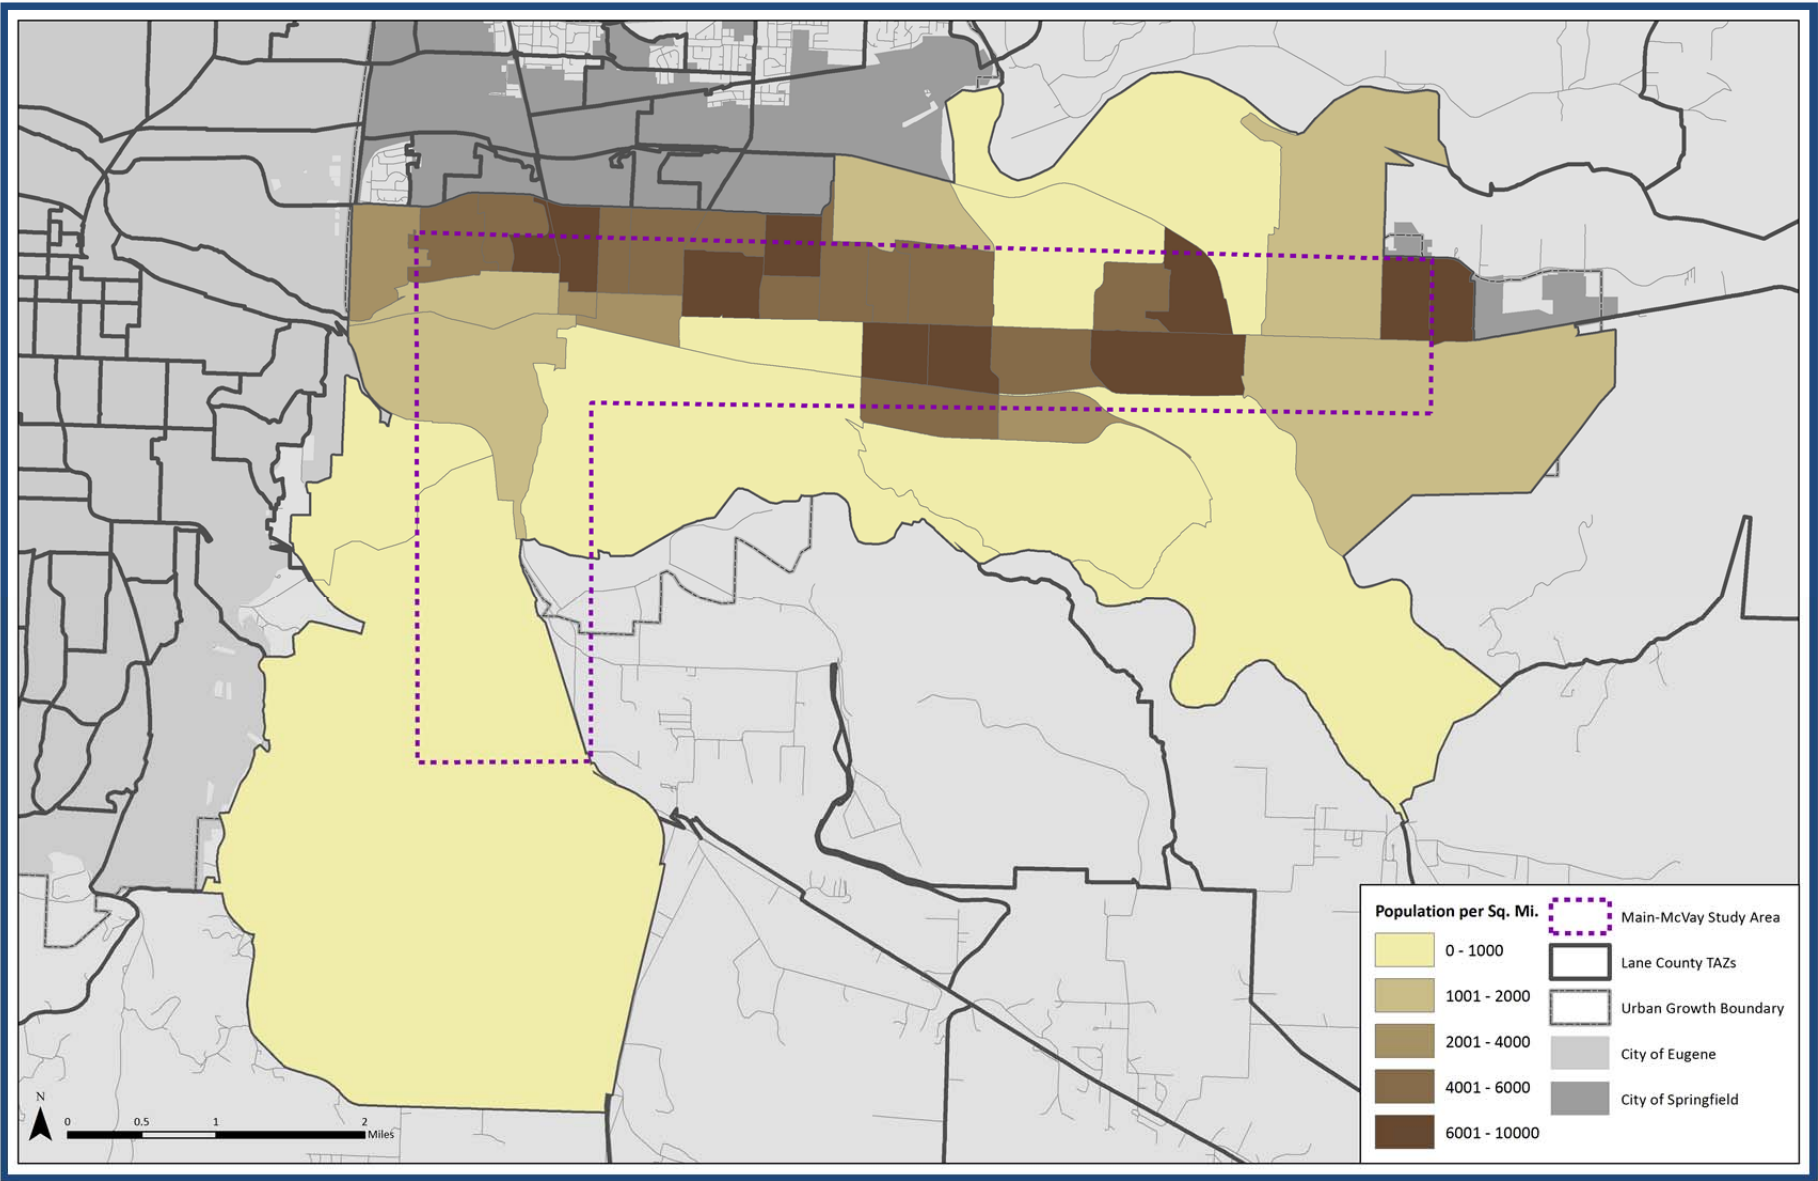 Population per Sq. Mi.
0 - 1000
1001 - 2000
2001 - 4000
4001 - 6000
6001 - 10000
Main-McVay Study Area
Lane County TAZs
Urban Growth Boundary
City of Eugene
City of Springfield
N
0 0.5 1 2
Miles